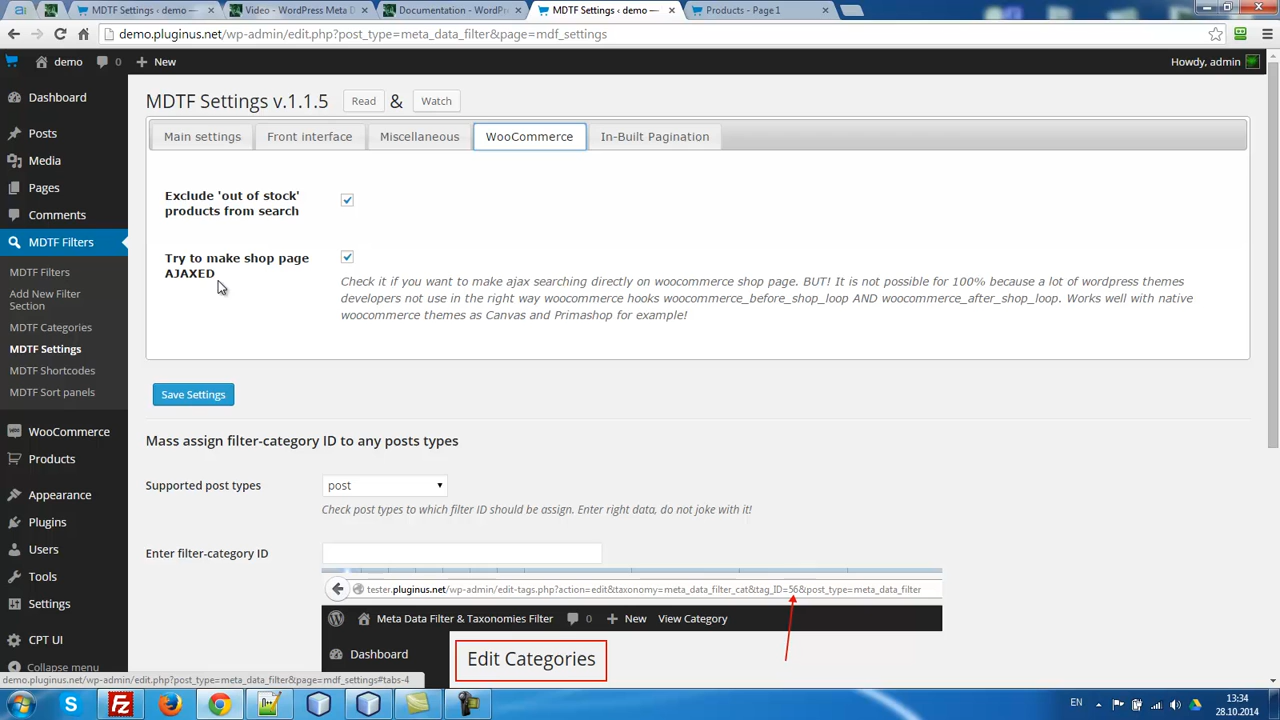 MDTF Settings ‹ demo —
Video - WordPress Meta D
Documentation - WordPr
MDTF Settings ‹ demo —
Products - Page 1
demo.pluginus.net/wp-admin/edit.php?post_type=meta_data_filter&page=mdf_settings
demo
0
New
Howdy, admin
Dashboard
Posts
Media
Pages
Comments
MDTF Filters
MDTF Filters
Add New Filter
Section
MDTF Categories
MDTF Settings
MDTF Shortcodes
MDTF Sort panels
WooCommerce
Products
Appearance
Plugins
Users
Tools
Settings
CPT UI
Collapse menu
MDTF Settings v.1.1.5 Read & Watch
Main settings
Front interface
Miscellaneous
WooCommerce
In-Built Pagination
Exclude 'out of stock'
products from search
Try to make shop page
AJAXED
Check it if you want to make ajax searching directly on woocommerce shop page. BUT! It is not possible for 100% because a lot of wordpress themes
developers not use in the right way woocommerce hooks woocommerce_before_shop_loop AND woocommerce_after_shop_loop. Works well with native
woocommerce themes as Canvas and Primashop for example!
Save Settings
Mass assign filter-category ID to any posts types
Supported post types
post
Check post types to which filter ID should be assign. Enter right data, do not joke with it!
Enter filter-category ID
tester.pluginus.net/wp-admin/edit-tags.php?action=edit&taxonomy=meta_data_filter_cat&tag_ID=56&post_type=meta_data_filter
Meta Data Filter & Taxonomies Filter
0
New
View Category
Dashboard
Edit Categories
demo.pluginus.net/wp-admin/edit.php?post_type=meta_data_filter&page=mdf_settings#tabs-4
EN
13:34
28.10.2014